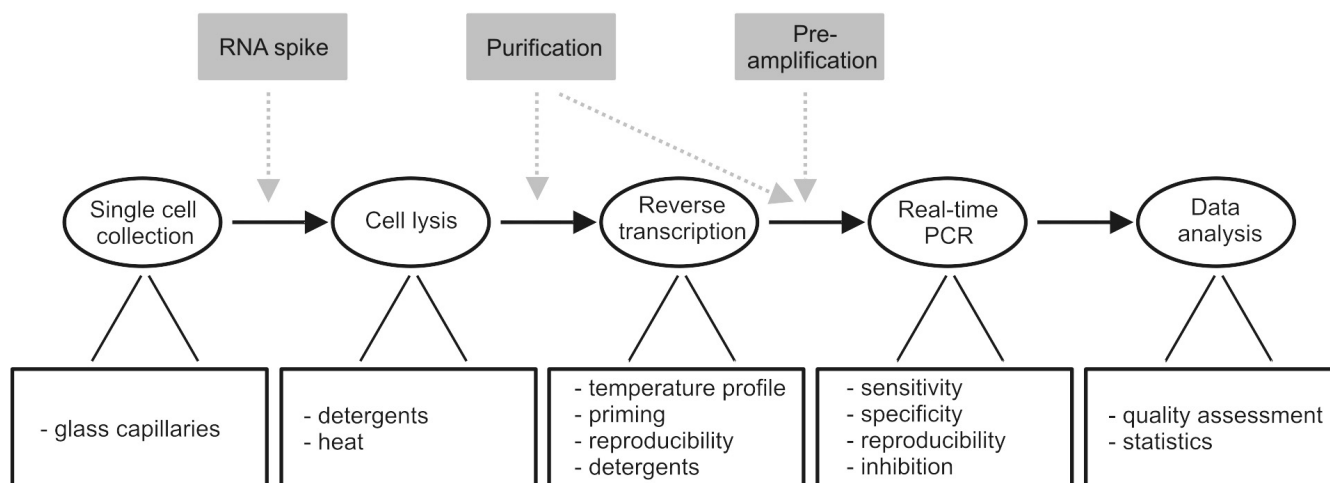 RNA spike
Purification
Pre-
amplification
Single cell
collection
Cell lysis
Reverse
transcription
Real-time
PCR
Data
analysis
- glass capillaries
- detergents
- heat
- temperature profile
- priming
- reproducibility
- detergents
- sensitivity
- specificity
- reproducibility
- inhibition
- quality assessment
- statistics